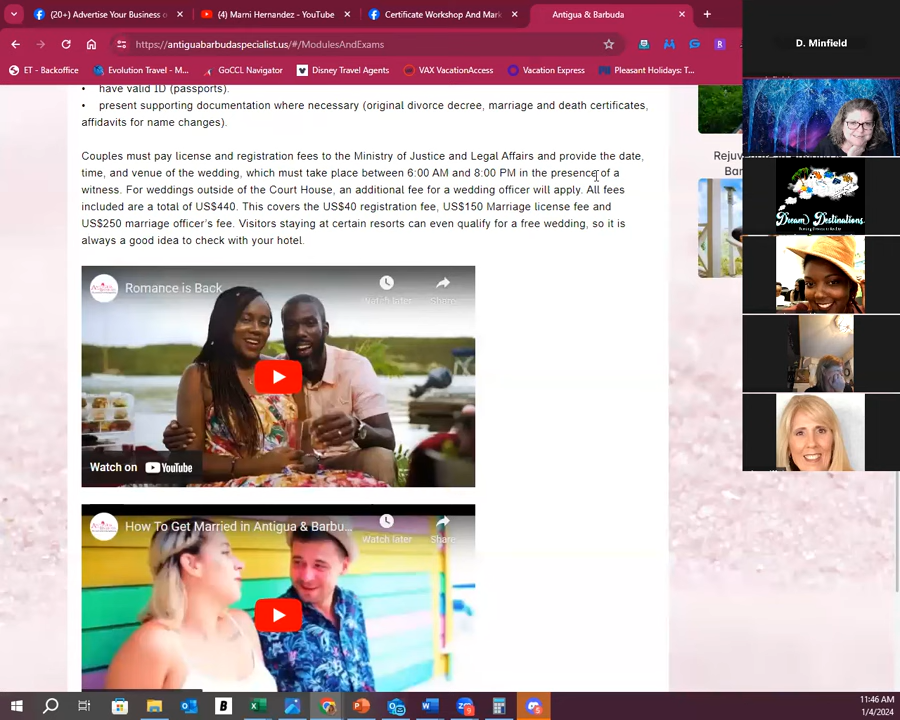 (20+) Advertise Your Business o
(4) Marni Hernandez - YouTube
Certificate Workshop And Mark
Antigua & Barbuda
https://antiguabarbudaspecialist.us/#/ModulesAndExams
ET - Backoffice
Evolution Travel - M...
GoCCL Navigator
Disney Travel Agents
VAX VacationAccess
Vacation Express
Pleasant Holidays: T...
D. Minfield
• have valid ID (passports).
• present supporting documentation where necessary (original divorce decree, marriage and death certificates,
affidavits for name changes).
Couples must pay license and registration fees to the Ministry of Justice and Legal Affairs and provide the date,
time, and venue of the wedding, which must take place between 6:00 AM and 8:00 PM in the presence of a
witness. For weddings outside of the Court House, an additional fee for a wedding officer will apply. All fees
included are a total of US$440. This covers the US$40 registration fee, US$150 Marriage license fee and
US$250 marriage officer's fee. Visitors staying at certain resorts can even qualify for a free wedding, so it is
always a good idea to check with your hotel.
Rejuve
Bar
Dream Destinations
Romance is Back
Watch later
Share
Watch on YouTube
How To Get Married in Antigua & Barbu...
Watch later
Share
11:46 AM
1/4/2024